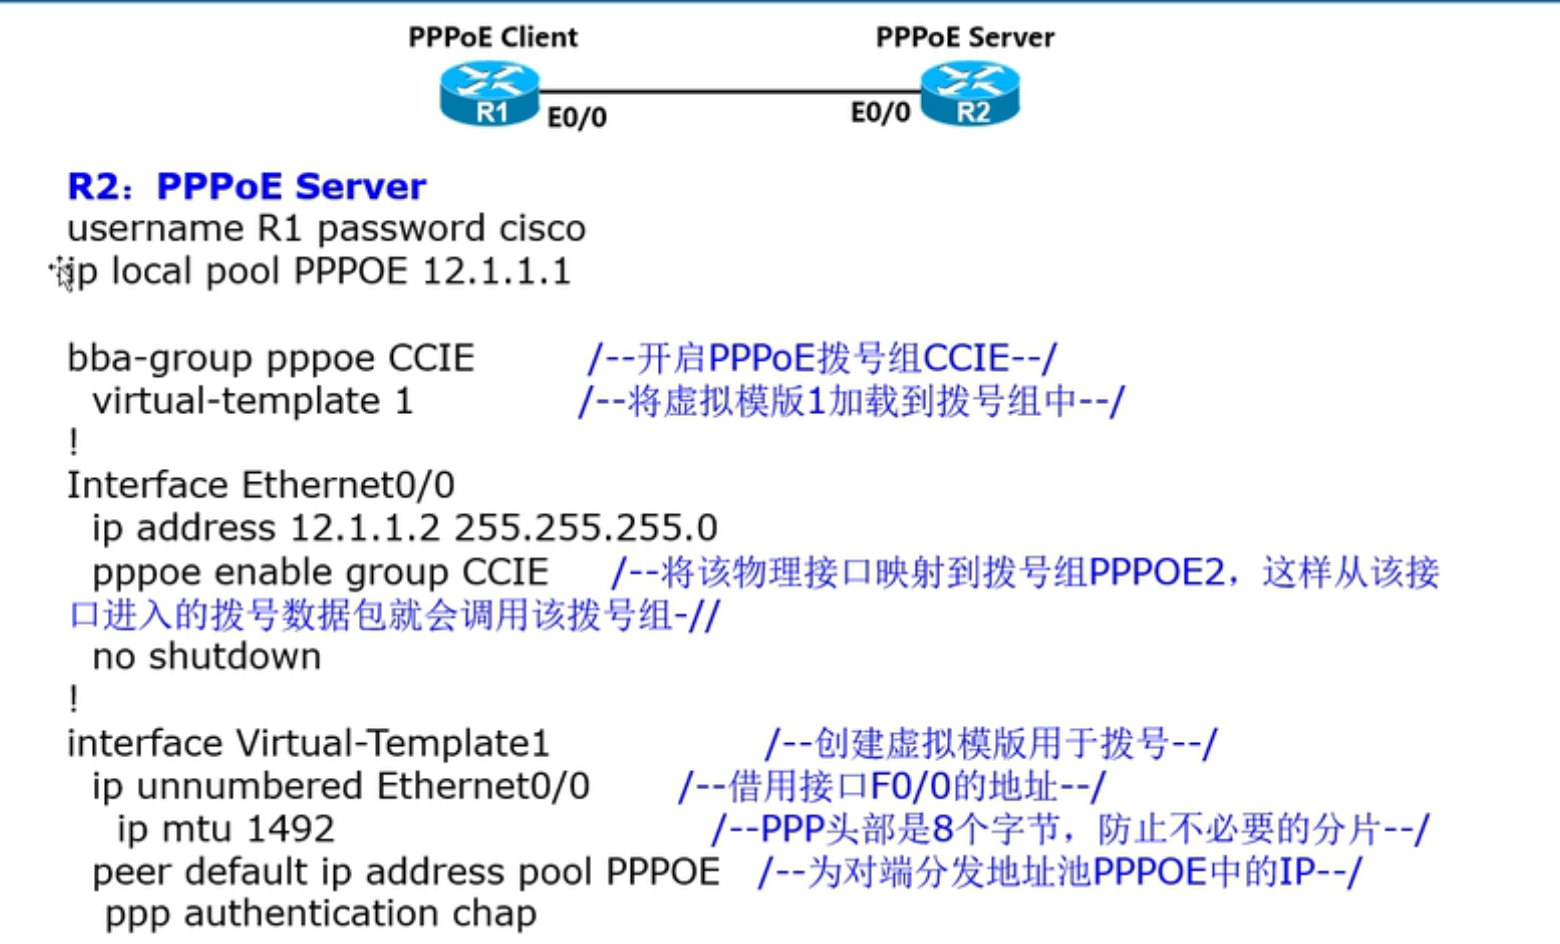 PPPoE Client PPPoE Server
R1 E0/0 E0/0 R2
R2：PPPoE Server
username R1 password cisco
ip local pool PPPOE 12.1.1.1
bba-group pppoe CCIE /--开启PPPoE拨号组CCIE--/
virtual-template 1 /--将虚拟模版1加载到拨号组中--/
!
Interface Ethernet0/0
ip address 12.1.1.2 255.255.255.0
pppoe enable group CCIE /--将该物理接口映射到拨号组PPPOE2，这样从该接
口进入的拨号数据包就会调用该拨号组-//
no shutdown
!
interface Virtual-Template1 /--创建虚拟模版用于拨号--/
ip unnumbered Ethernet0/0 /--借用接口F0/0的地址--/
ip mtu 1492 /--PPP头部是8个字节，防止不必要的分片--/
peer default ip address pool PPPOE /--为对端分发地址池PPPOE中的IP--/
ppp authentication chap